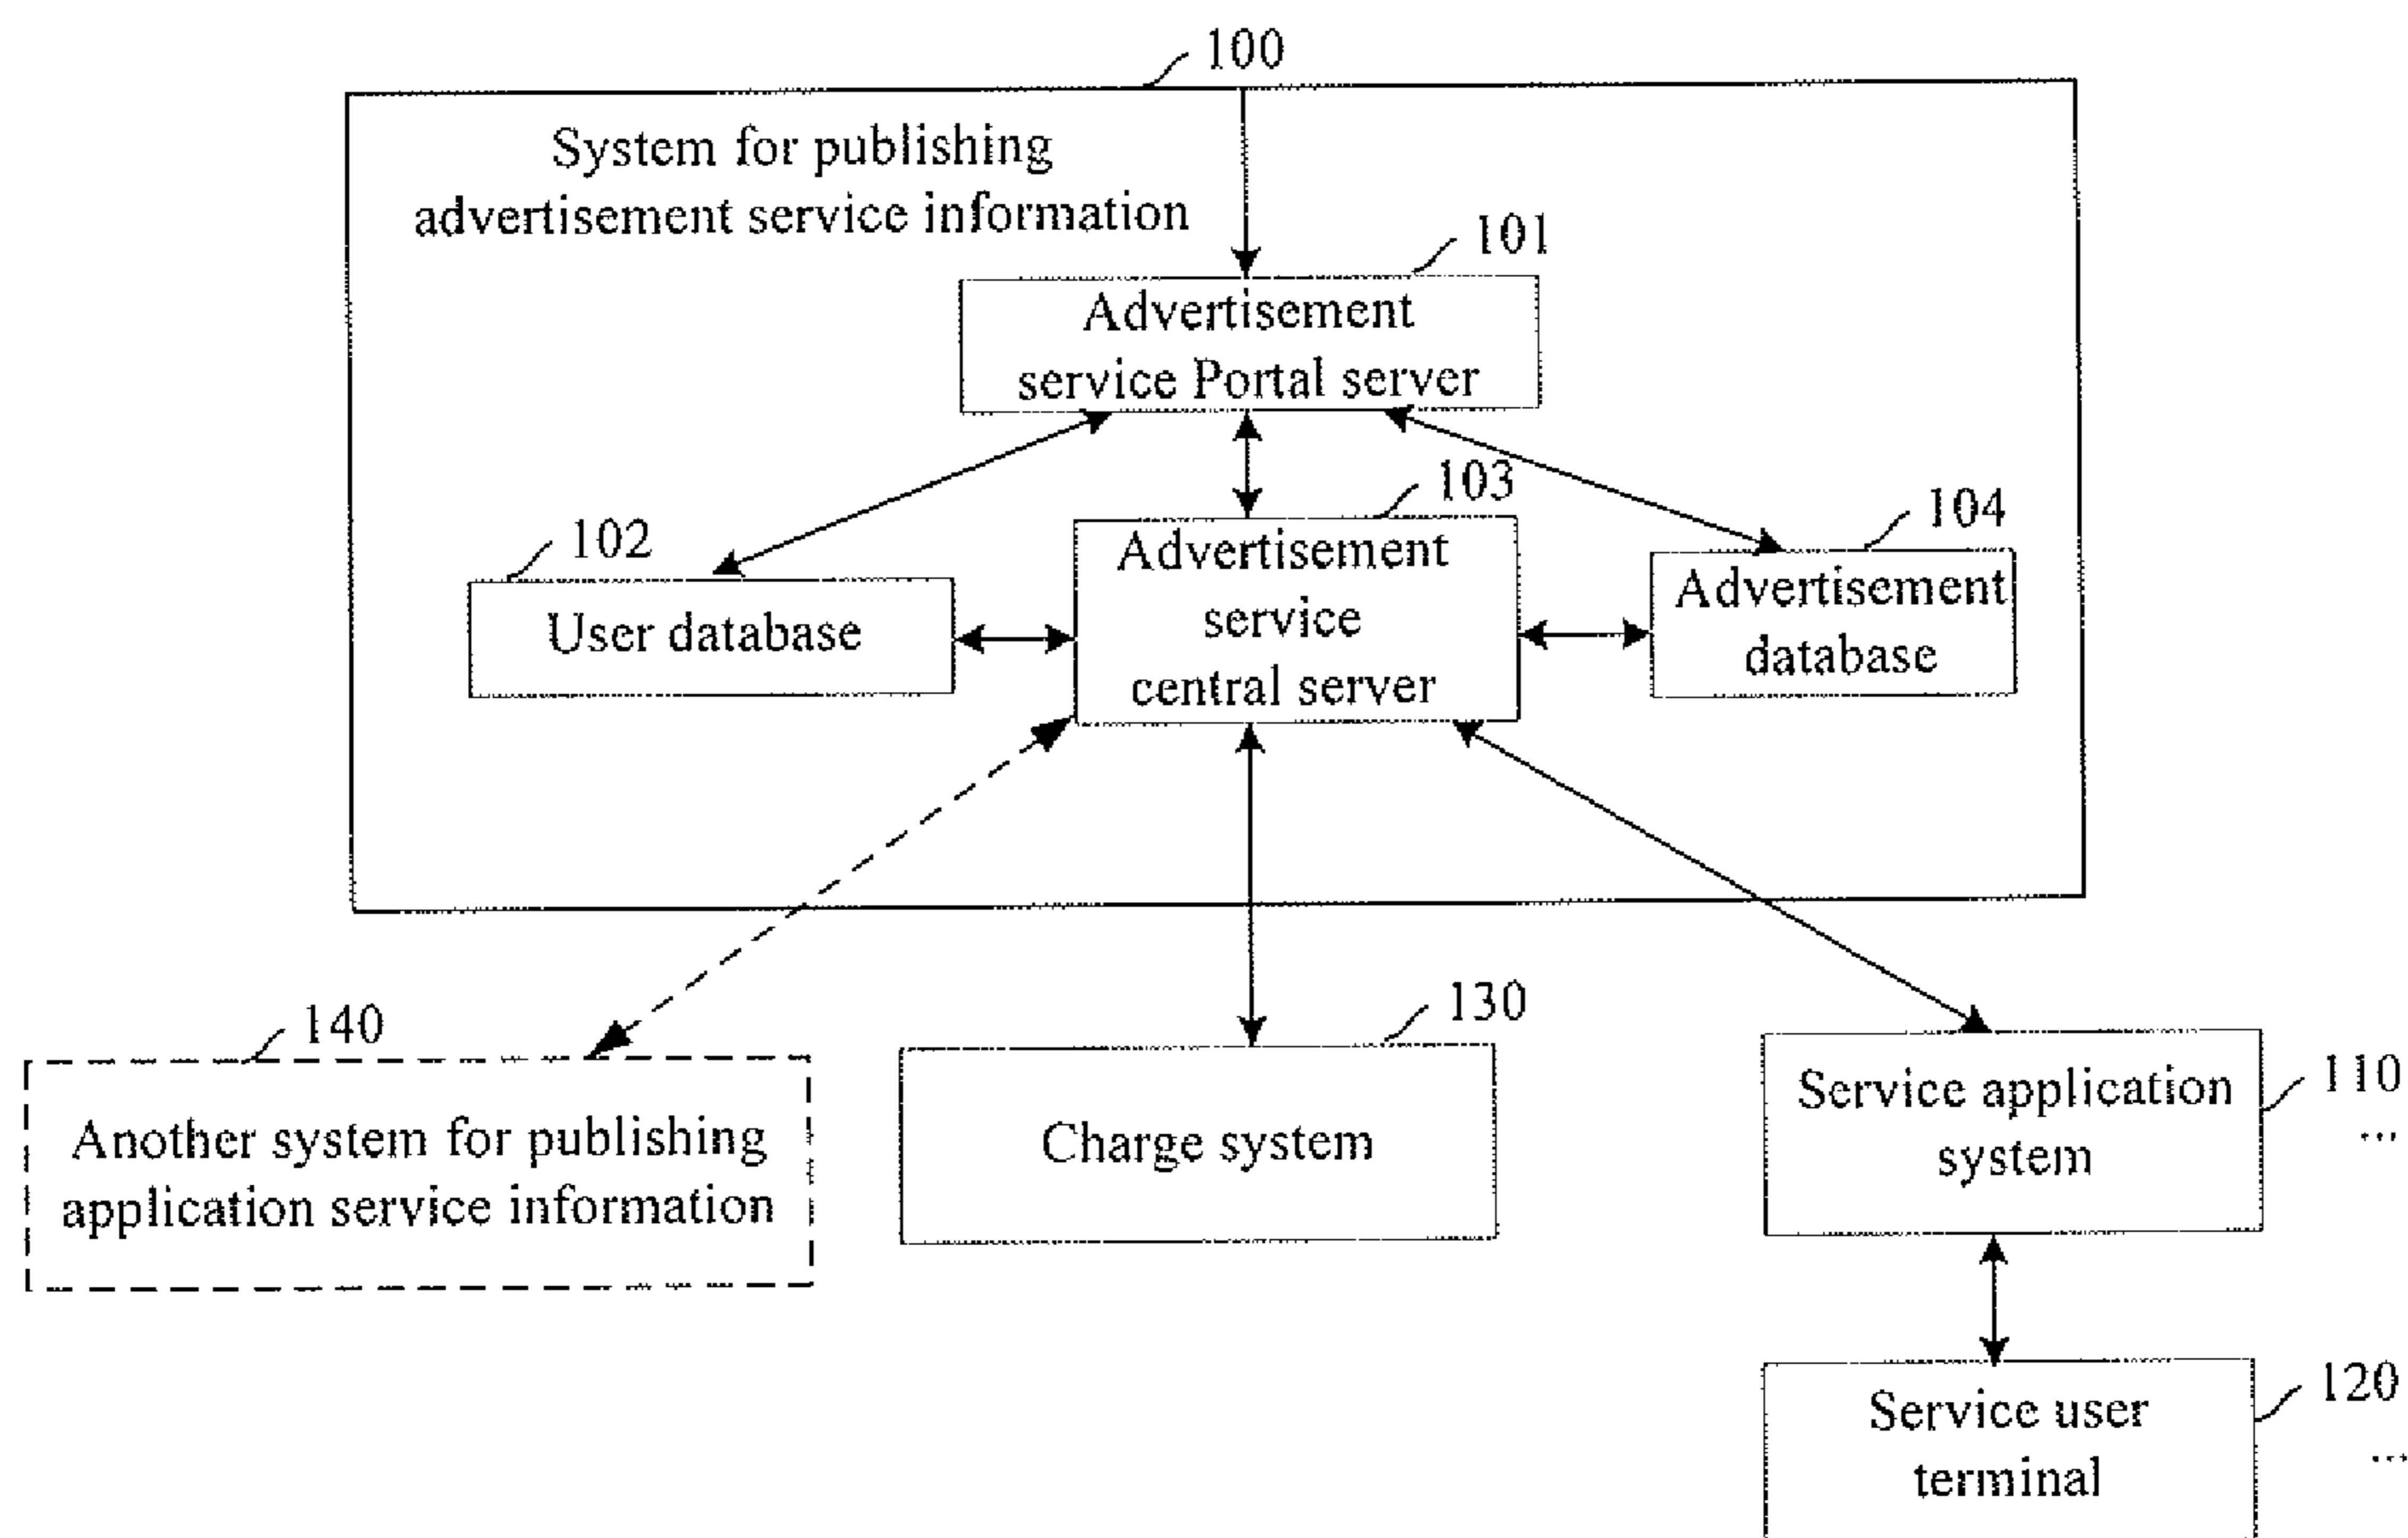 100
System for publishing
advertisement service information
101
Advertisement
service Portal server
103
104
102
Advertisement
service
central server
User database
Advertisement
database
140
130
Another system for publishing
application service information
Charge system
Service application
system
110
...
Service user
terminal
120
...